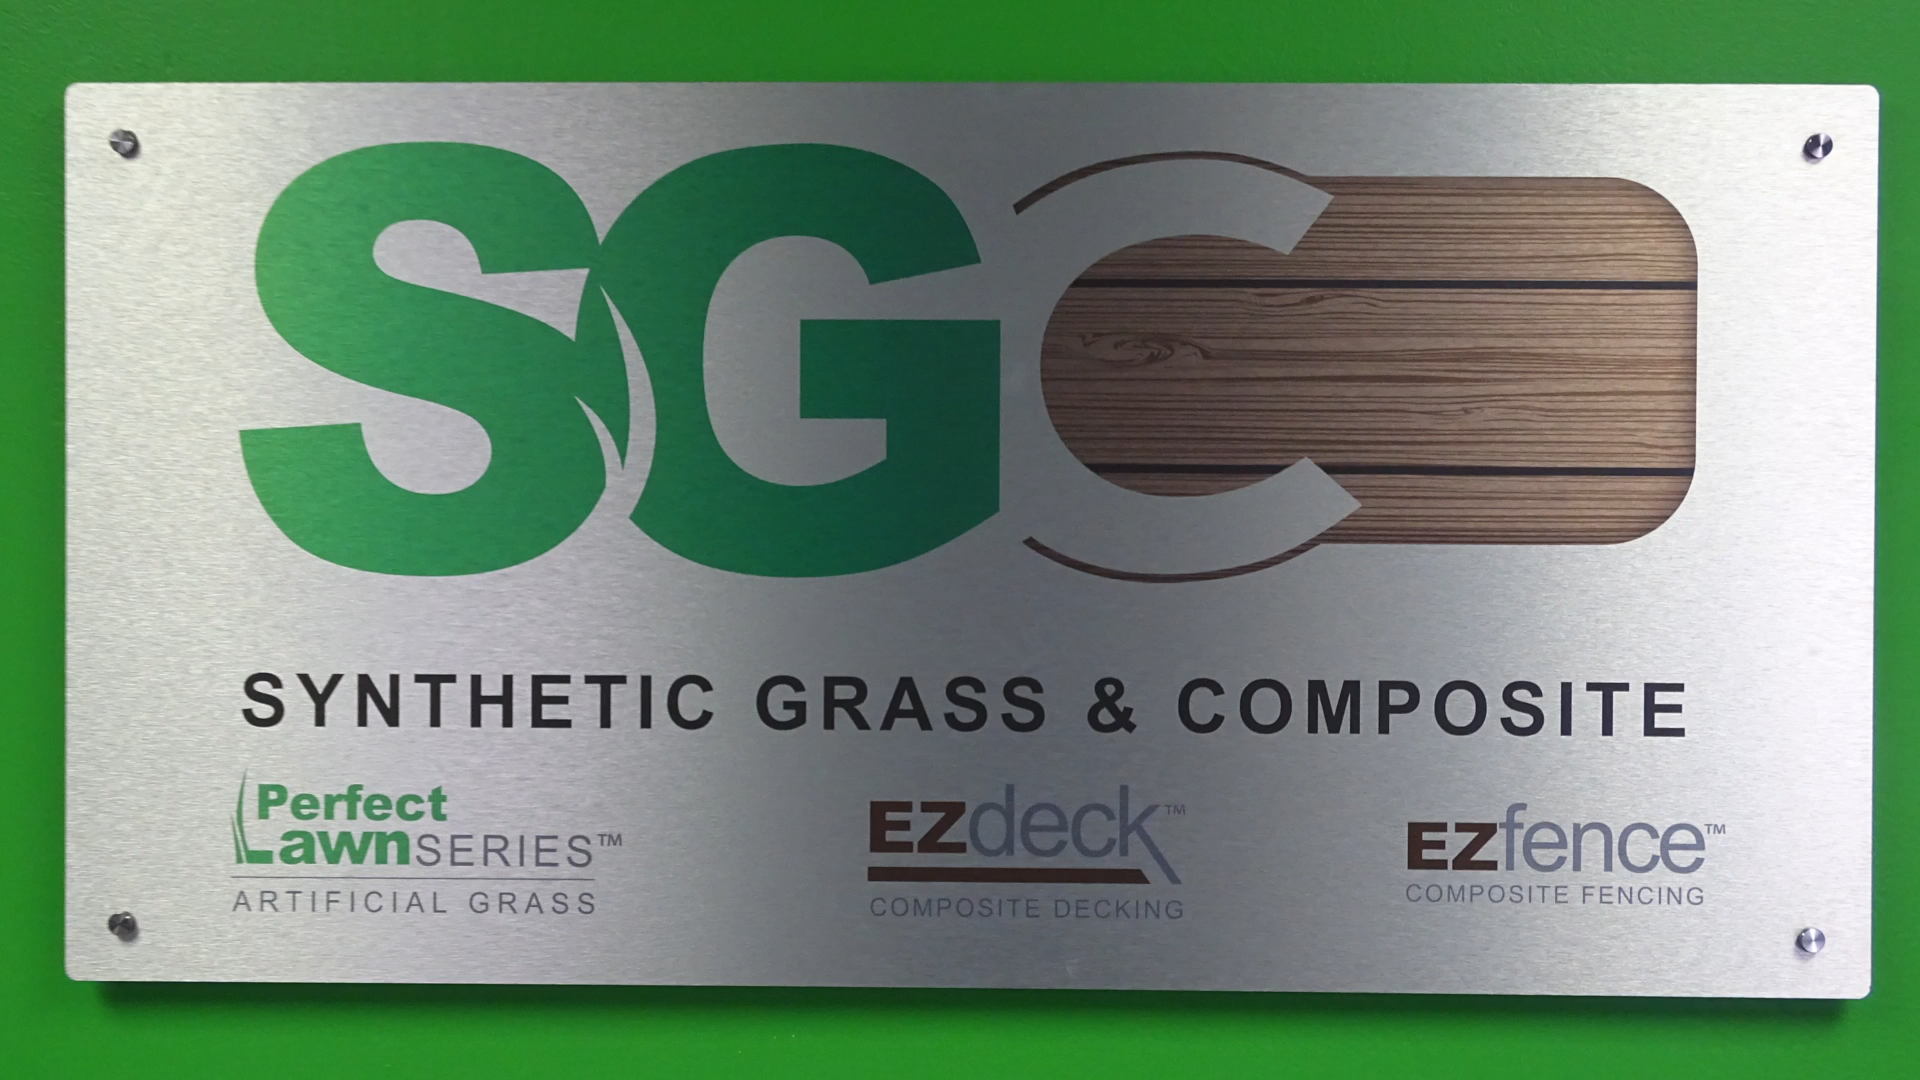 SGC
SYNTHETIC GRASS & COMPOSITE
Perfect
LawnSERIES™
ARTIFICIAL GRASS
EZdeck™
COMPOSITE DECKING
EZfence™
COMPOSITE FENCING